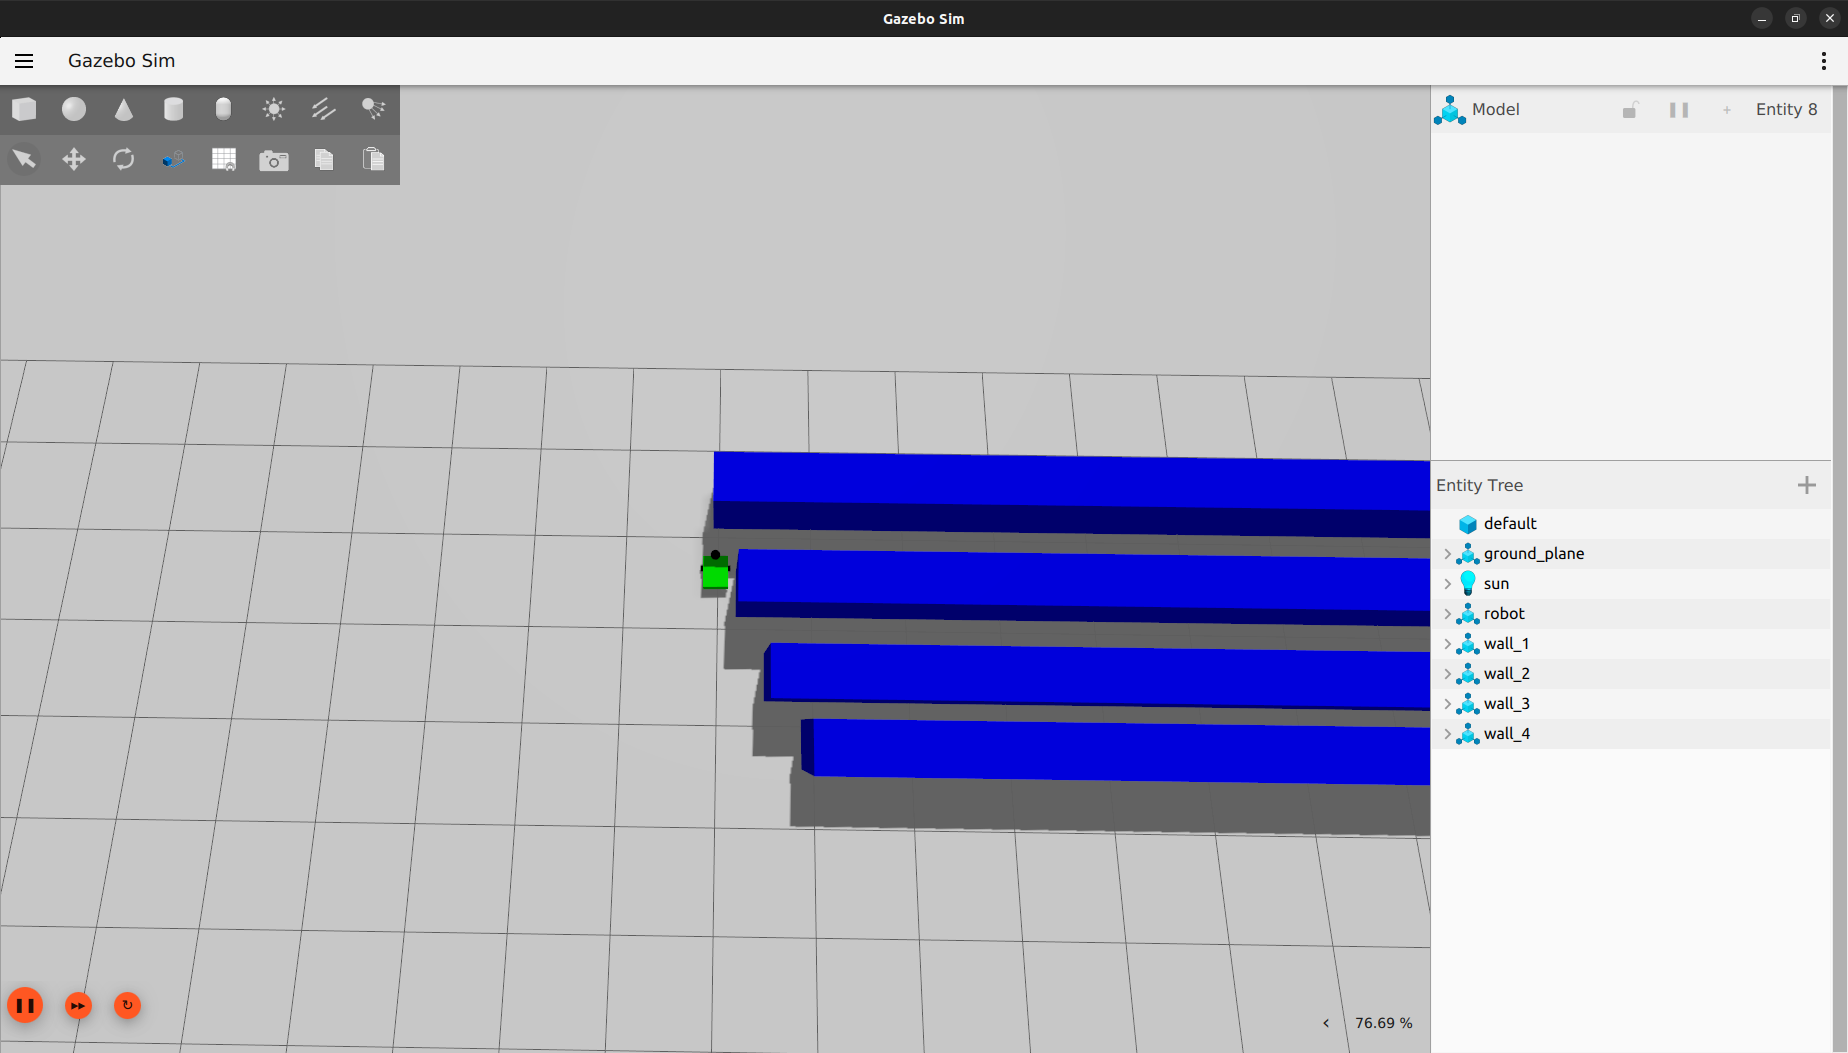 Gazebo Sim
Gazebo Sim
Model
Entity 8
Entity Tree
default
ground_plane
sun
robot
wall_1
wall_2
wall_3
wall_4
76.69 %